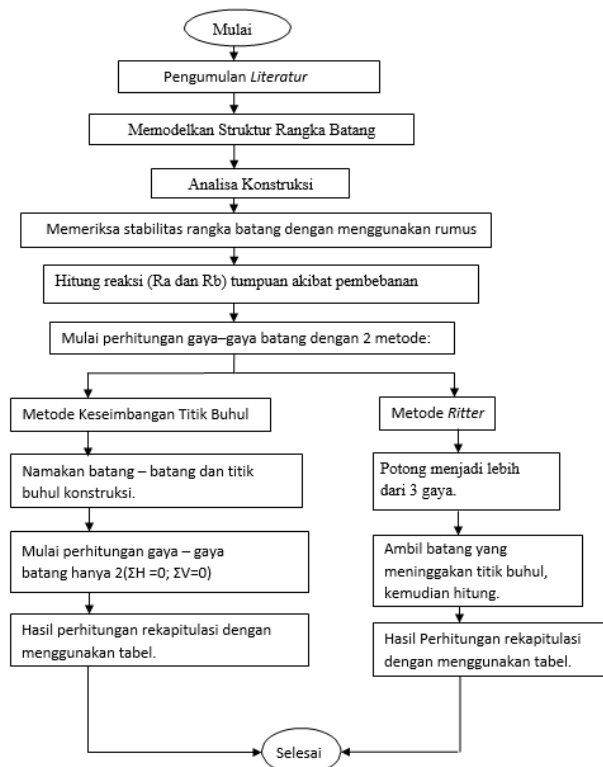 Mulai
Pengumulan Literatur
Memodelkan Struktur Rangka Batang
Analisa Konstruksi
Memeriksa stabilitas rangka batang dengan menggunakan rumus
Hitung reaksi (Ra dan Rb) tumpuan akibat pembebanan
Mulai perhitungan gaya–gaya batang dengan 2 metode:
Metode Keseimbangan Titik Buhul
Namakan batang – batang dan titik
buhul konstruksi.
Mulai perhitungan gaya – gaya
batang hanya 2(ΣH =0; ΣV=0)
Hasil perhitungan rekapitulasi dengan
menggunakan tabel.
Metode Ritter
Potong menjadi lebih
dari 3 gaya.
Ambil batang yang
meninggakan titik buhul,
kemudian hitung.
Hasil Perhitungan rekapitulasi
dengan menggunakan tabel.
Selesai